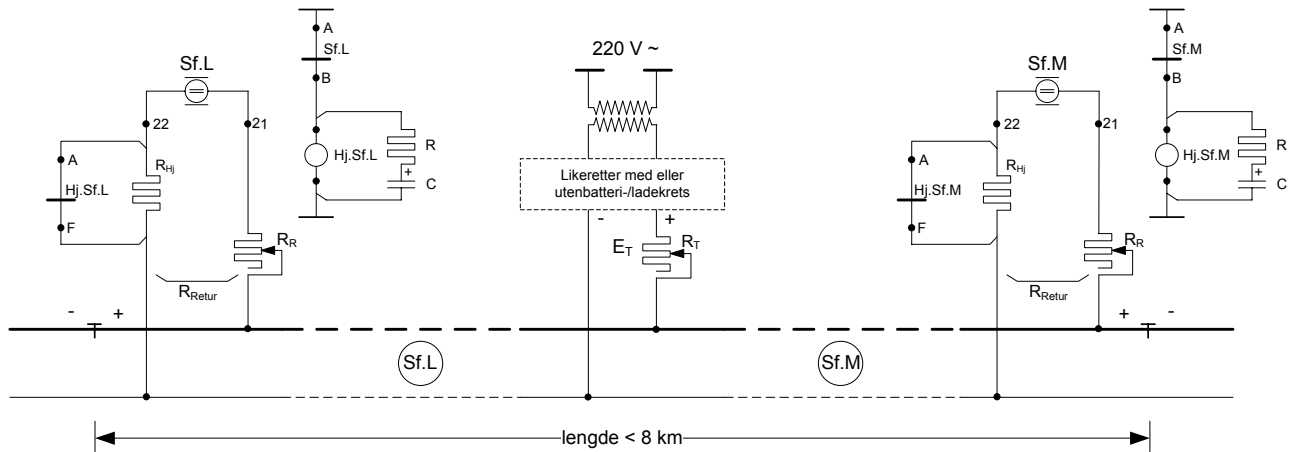 A
Sf.L
B
Sf.L
22
21
A
R_Hj
Hj.Sf.L
F
R_R
R_Retur
Hj.Sf.L
R
+
C
220 V ~
Likeretter med eller
utenbatteri-/ladekrets
- +
E_T
R_T
A
Sf.M
B
Sf.M
22
21
A
R_Hj
Hj.Sf.M
F
R_R
R_Retur
Hj.Sf.M
R
+
C
- +
+ -
Sf.L
Sf.M
lengde < 8 km